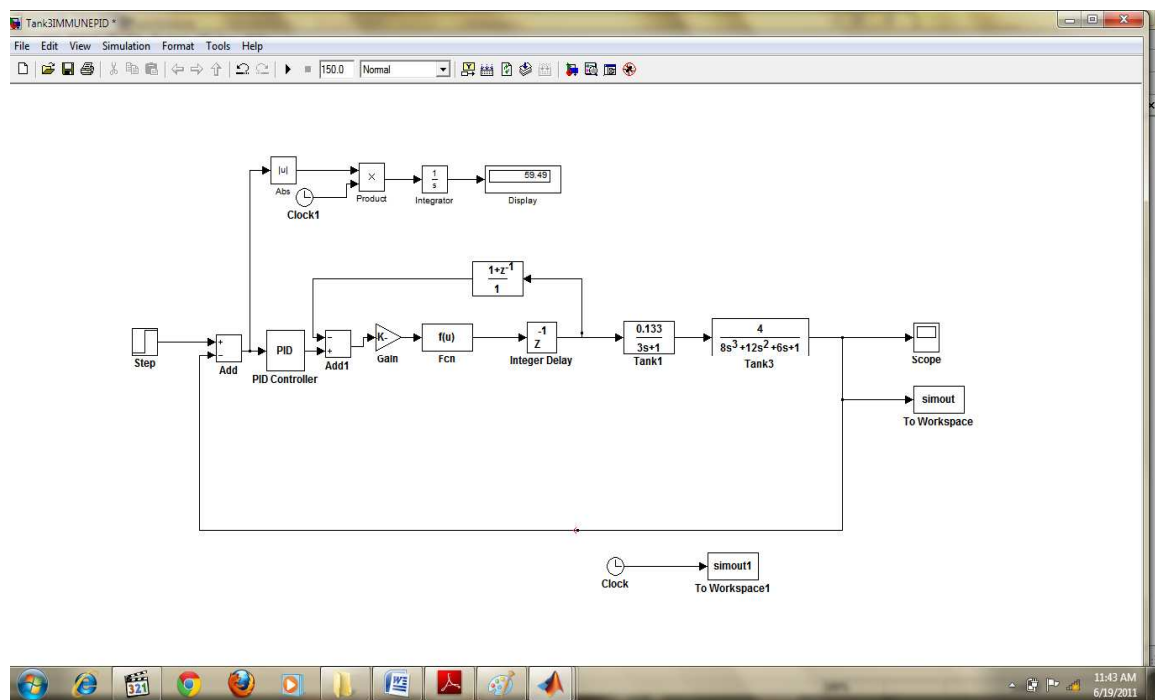 Tank3IMMUNEPID *
File Edit View Simulation Format Tools Help
150.0 Normal
|u|
Abs
Clock1
×
Product
1
s
Integrator
59.49
Display
1+z-1
1
Step
+
−
Add
PID
PID Controller
−
+
Add1
K-
Gain
f(u)
Fcn
-1
Z
Integer Delay
0.133
3s+1
Tank1
4
8s3+12s2+6s+1
Tank3
Scope
simout
To Workspace
Clock
simout1
To Workspace1
321
11:43 AM
6/19/2011